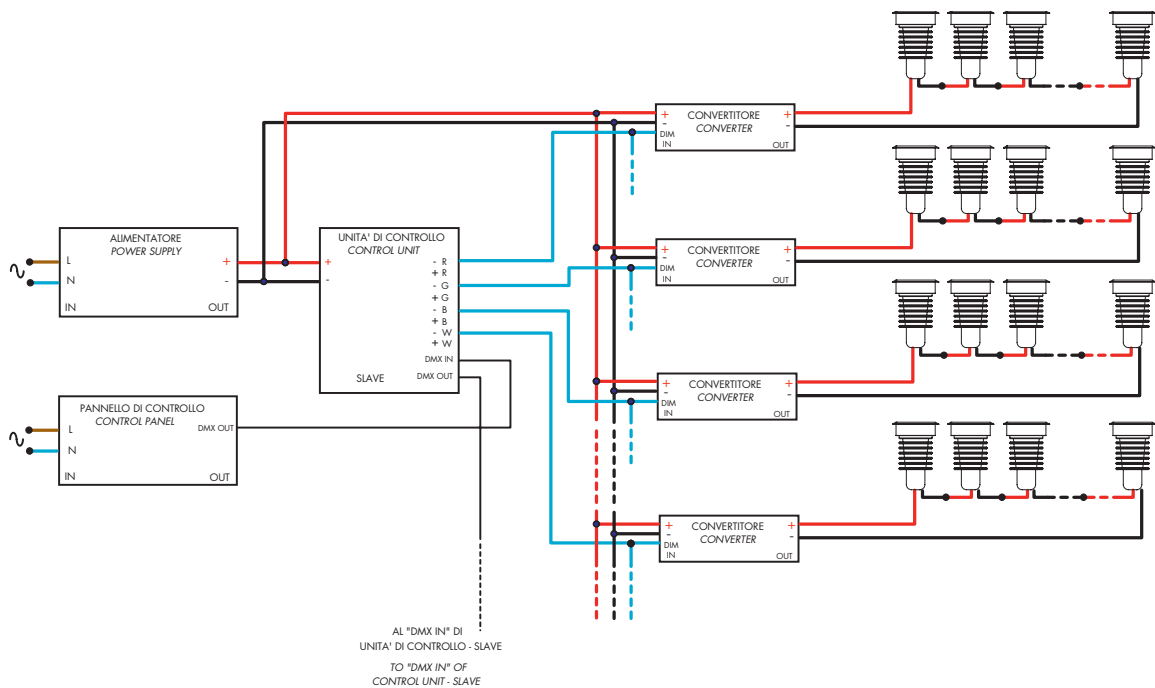 ALIMENTATORE
POWER SUPPLY
L
N
IN
+
-
OUT
PANNELLO DI CONTROLLO
CONTROL PANEL
L
N
IN
DMX OUT
OUT
UNITA' DI CONTROLLO
CONTROL UNIT
+
-
- R
+ R
- G
+ G
- B
+ B
- W
+ W
DMX IN
DMX OUT
SLAVE
AL "DMX IN" DI
UNITA' DI CONTROLLO - SLAVE
TO "DMX IN" OF
CONTROL UNIT - SLAVE
+
-
DIM
IN
CONVERTITORE
CONVERTER
+
-
OUT
+
-
DIM
IN
CONVERTITORE
CONVERTER
+
-
OUT
+
-
DIM
IN
CONVERTITORE
CONVERTER
+
-
OUT
+
-
DIM
IN
CONVERTITORE
CONVERTER
+
-
OUT